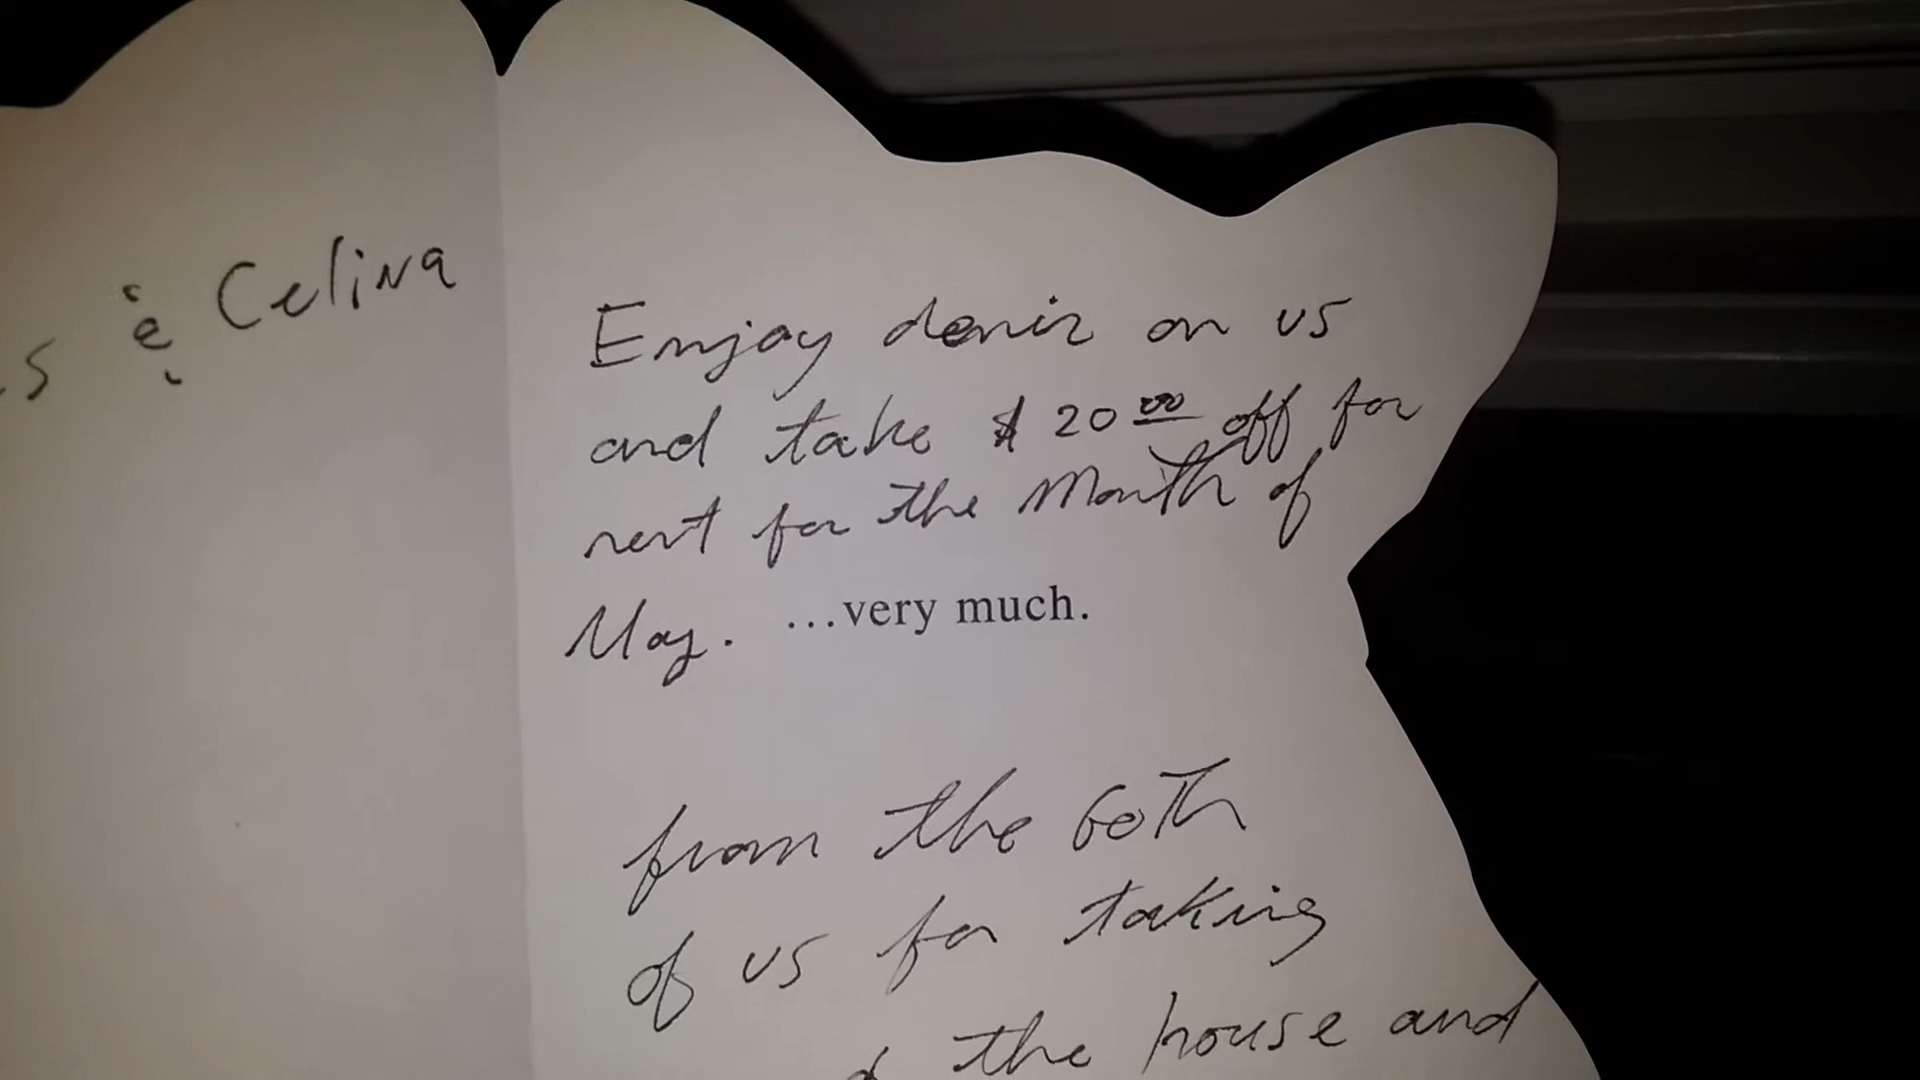 s & Celina
Enjoy denir on us
and take $20.00 off for
rent for the Month of
May. ...very much.
from the both
of us for taking
the house and